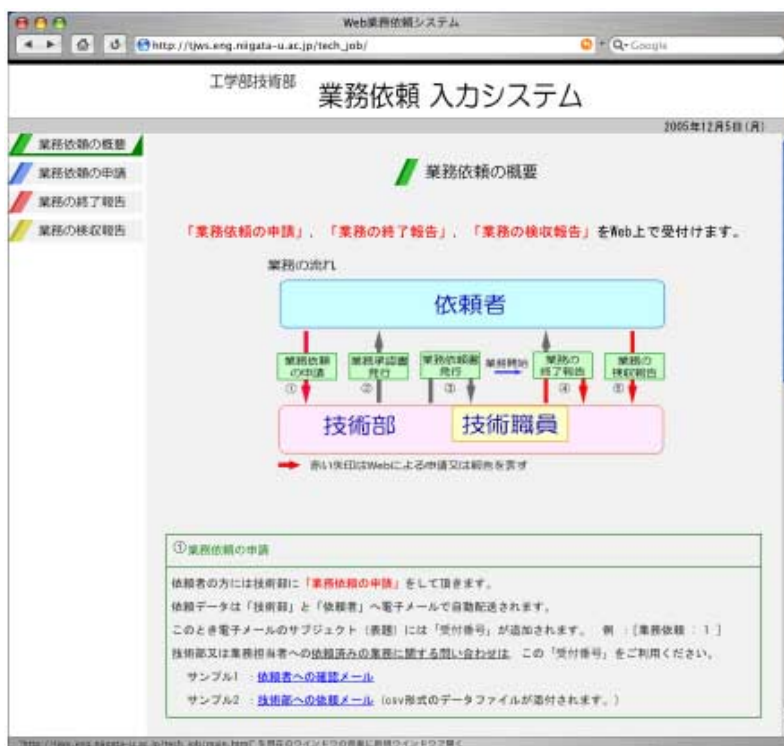 Web業務依頼システム
http://tjws.eng.niigata-u.ac.jp/tech_job/
Google
工学部技術部 業務依頼 入力システム
2005年12月5日(月)
業務依頼の概要
業務依頼の申請
業務の終了報告
業務の検収報告
業務依頼の概要
「業務依頼の申請」, 「業務の終了報告」, 「業務の検収報告」をWeb上で受付けます。
業務の流れ
依頼者
業務依頼の申請
①
業務承認書発行
②
業務依頼書発行
③
業務開始
業務の終了報告
④
業務の検収報告
⑤
技術部
技術職員
赤い矢印はWebによる申請又は報告を表す
①業務依頼の申請
依頼者の方には技術部に「業務依頼の申請」をして頂きます。
依頼データは「技術部」と「依頼者」へ電子メールで自動配送されます。
このとき電子メールのサブジェクト(表題)には「受付番号」が追加されます。 例 :[業務依頼 : 1 ]
技術部又は業務担当者への依頼済みの業務に関する問い合わせは、この「受付番号」をご利用ください。
サンプル1 :依頼者への確認メール
サンプル2 :技術部への依頼メール(csv形式のデータファイルが添付されます。)